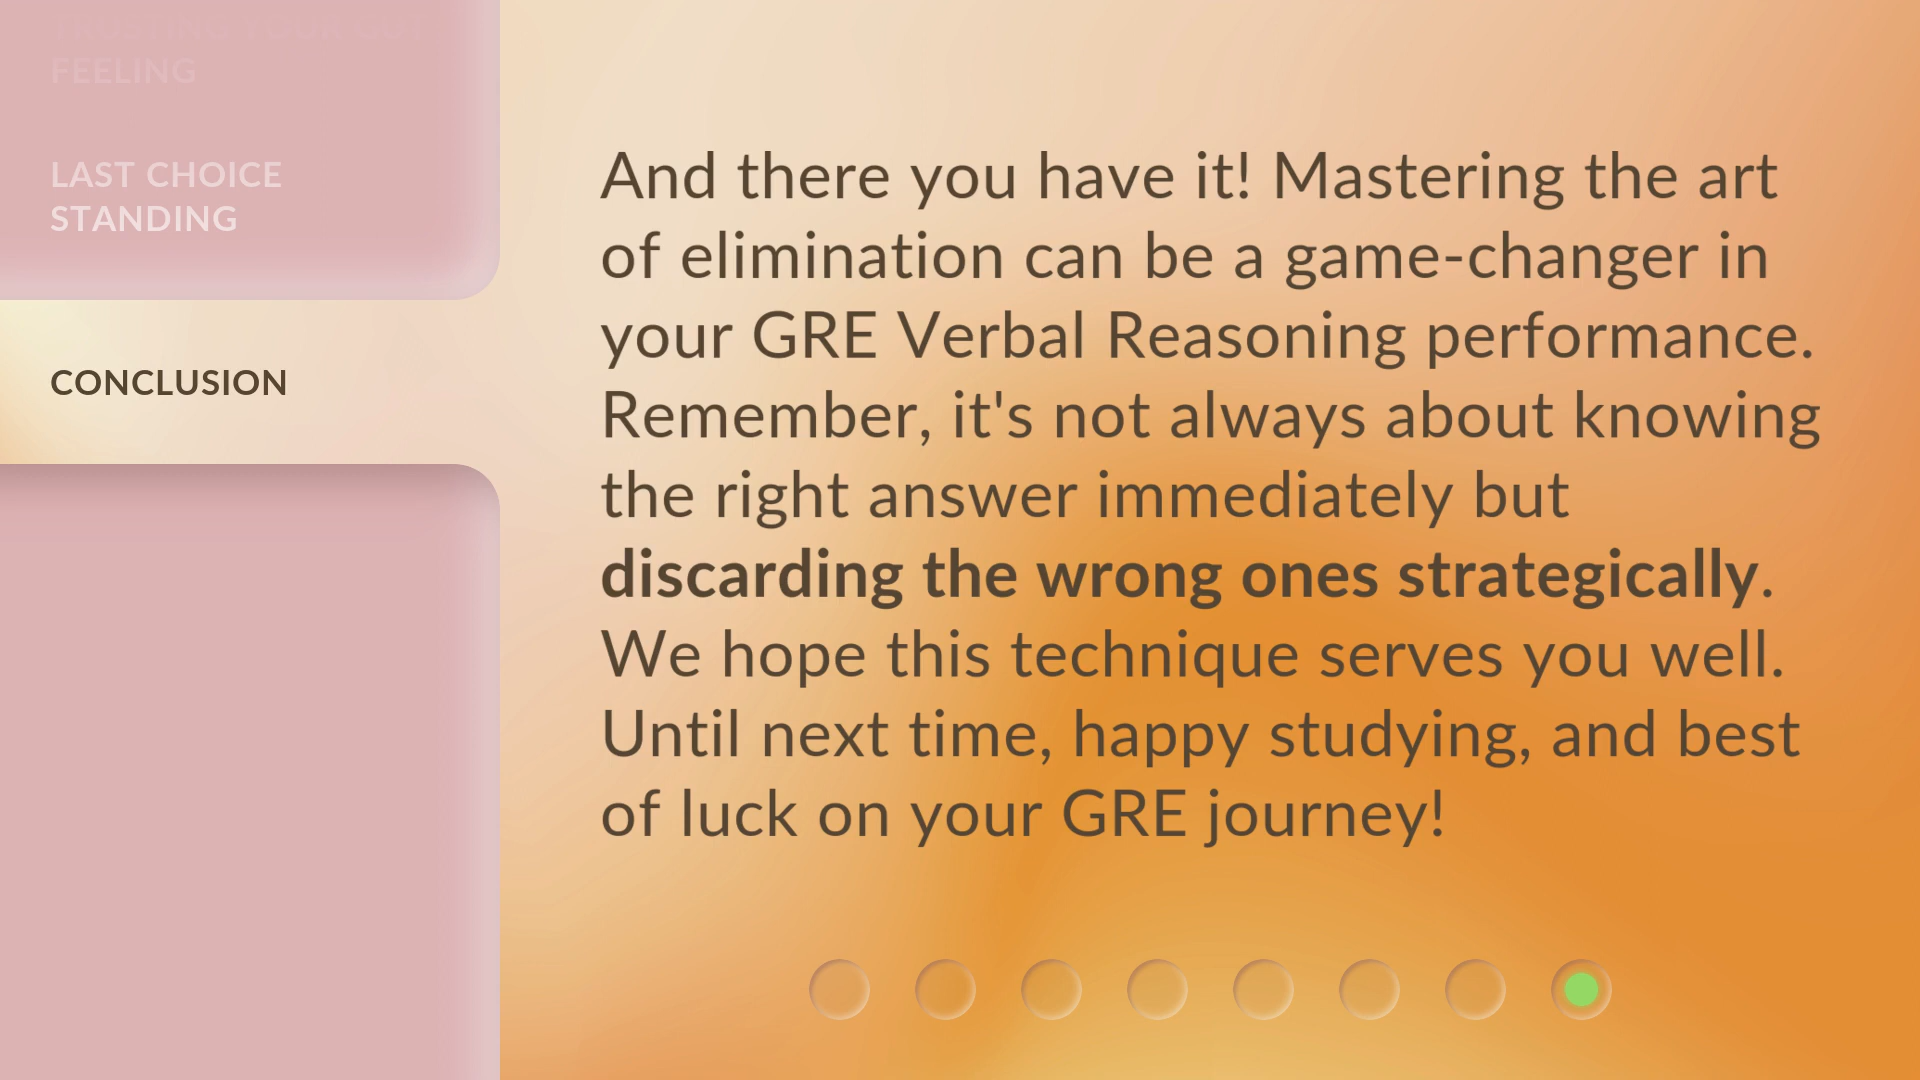 TRUSTING YOUR GUT
FEELING
LAST CHOICE
STANDING
CONCLUSION
And there you have it! Mastering the art
of elimination can be a game-changer in
your GRE Verbal Reasoning performance.
Remember, it's not always about knowing
the right answer immediately but
discarding the wrong ones strategically.
We hope this technique serves you well.
Until next time, happy studying, and best
of luck on your GRE journey!